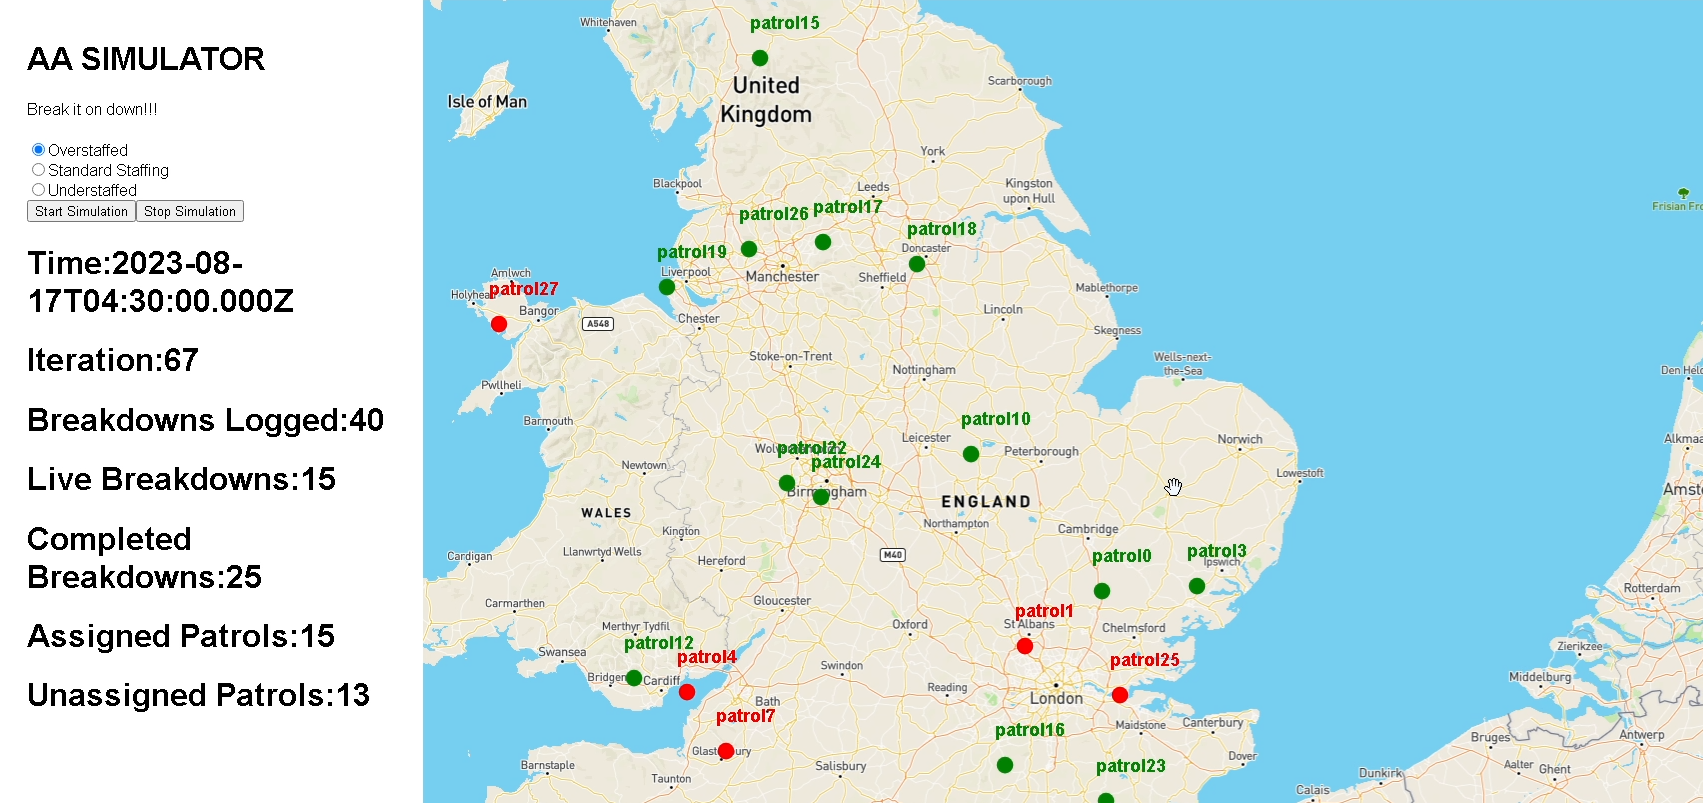 AA SIMULATOR
Break it on down!!!
Overstaffed
Standard Staffing
Understaffed
Start Simulation Stop Simulation
Time:2023-08-
17T04:30:00.000Z
Iteration:67
Breakdowns Logged:40
Live Breakdowns:15
Completed
Breakdowns:25
Assigned Patrols:15
Unassigned Patrols:13
Whitehaven
patrol15
United
Kingdom
Scarborough
Isle of Man
York
Blackpool
Leeds
Kingston
upon Hull
Frisian Fro
patrol26
patrol17
patrol18
Doncaster
patrol19
Liverpool
Manchester
Sheffield
Amlwch
patrol27
Holyhead
Bangor
A548
Chester
Mablethorpe
Lincoln
Skegness
Stoke-on-Trent
Wells-next-
the-Sea
Nottingham
Den Hel
Pwllheli
Barmouth
patrol10
Leicester
Peterborough
Norwich
Alkmaa
patrol22
patrol24
Newtown
Birmingham
Lowestoft
Amst
ENGLAND
WALES
Northampton
Cambridge
Kington
Cardigan
Llanwrtyd Wells
Hereford
M40
patrol0
patrol3
Ipswich
Rotterdam
Carmarthen
Gloucester
patrol1
Merthyr Tydfil
Oxford
St Albans
Chelmsford
patrol12
Swansea
patrol4
patrol25
Zierikzee
Bridgen
Cardiff
Swindon
Reading
London
Middelburg
Bath
patrol7
Maidstone
Canterbury
patrol16
Glastonbury
Dover
Bruges
Antwerp
Barnstaple
Taunton
Salisbury
patrol23
Aalter
Ghent
Dunkirk
Calais